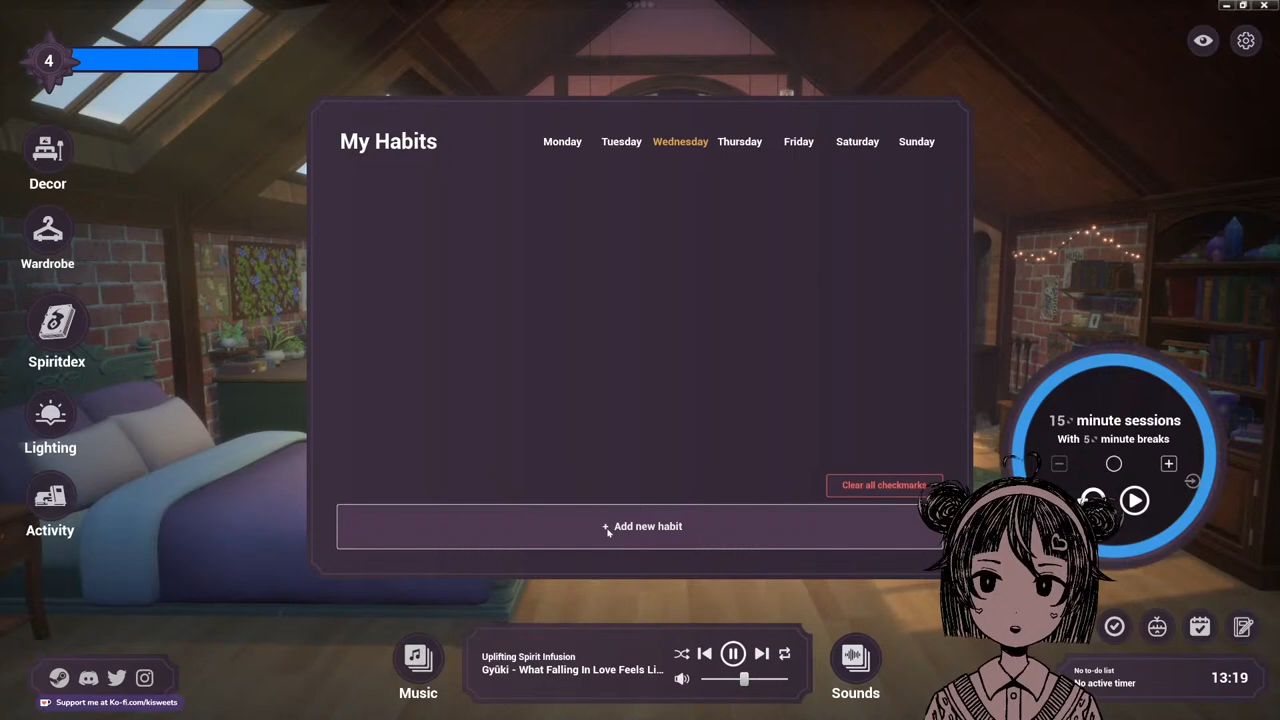 4
Decor
Wardrobe
Spiritdex
Lighting
Activity
My Habits
Monday Tuesday Wednesday Thursday Friday Saturday Sunday
Clear all checkmarks
+ Add new habit
15 minute sessions
With 5 minute breaks
Music
Uplifting Spirit Infusion
Gyūki - What Falling In Love Feels Li...
Sounds
No to-do list
No active timer
13:19
Support me at Ko-fi.com/kisweets